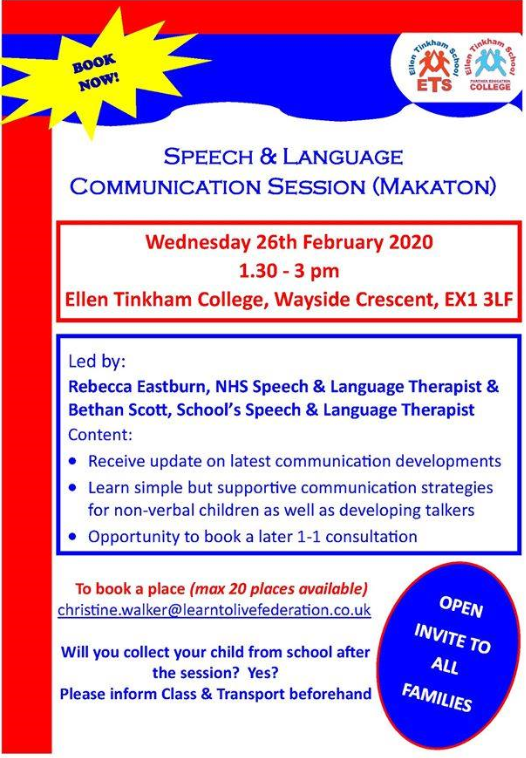 BOOK
NOW!
Ellen Tinkham School
ETS
Ellen Tinkham School
FURTHER EDUCATION
COLLEGE
SPEECH & LANGUAGE
COMMUNICATION SESSION (MAKATON)
Wednesday 26th February 2020
1.30 - 3 pm
Ellen Tinkham College, Wayside Crescent, EX1 3LF
Led by:
Rebecca Eastburn, NHS Speech & Language Therapist &
Bethan Scott, School's Speech & Language Therapist
Content:
• Receive update on latest communication developments
• Learn simple but supportive communication strategies
for non-verbal children as well as developing talkers
• Opportunity to book a later 1-1 consultation
To book a place (max 20 places available)
christine.walker@learntolivefederation.co.uk
Will you collect your child from school after
the session? Yes?
Please inform Class & Transport beforehand
OPEN
INVITE TO
ALL
FAMILIES